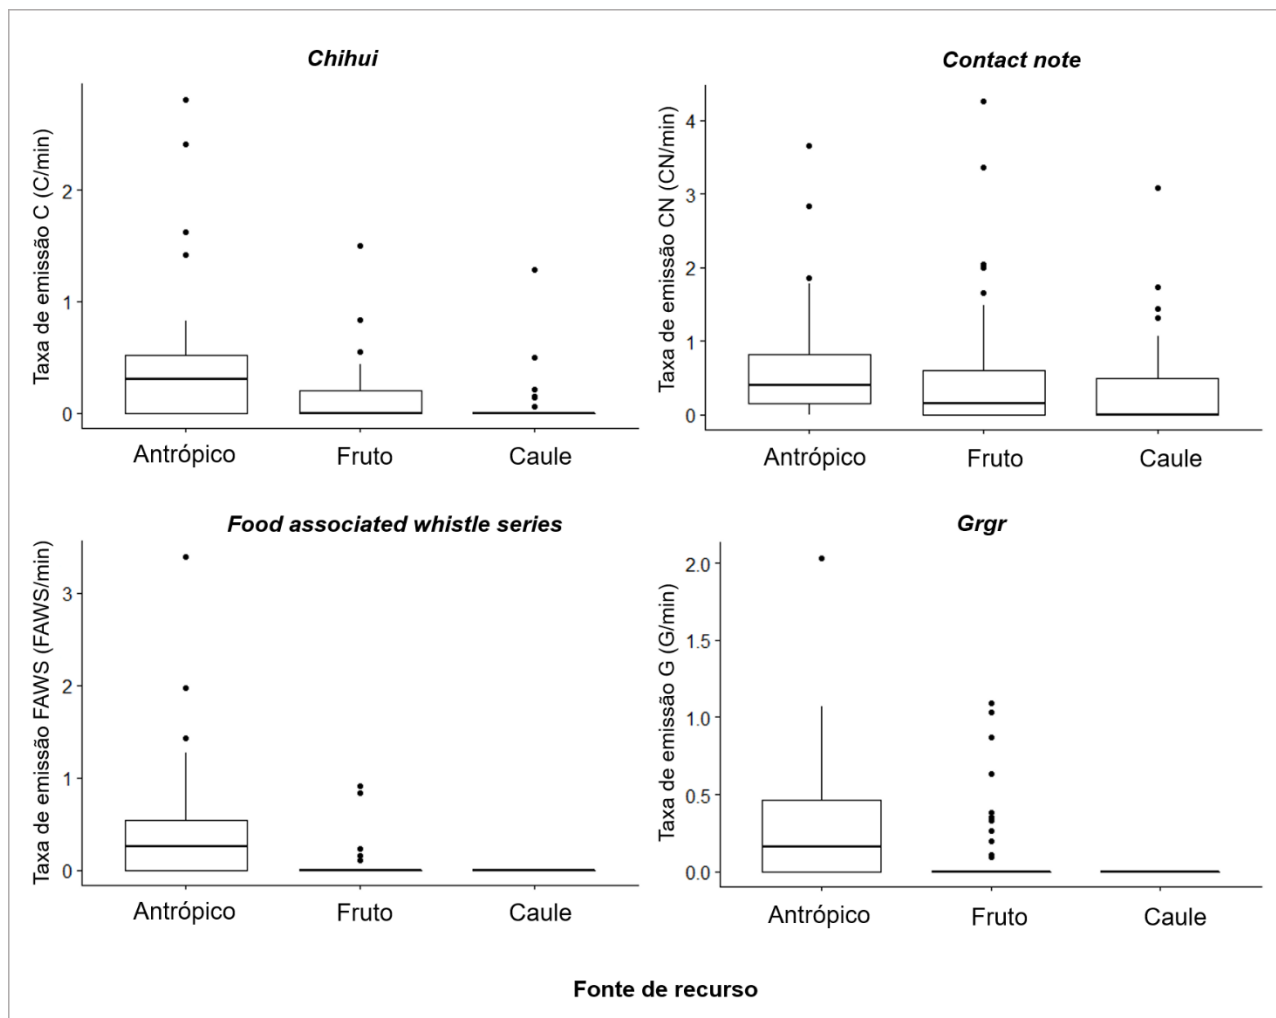 Chihui
Taxa de emissão C (C/min)
2
1
0
Antrópico Fruto Caule
Contact note
Taxa de emissão CN (CN/min)
4
3
2
1
0
Antrópico Fruto Caule
Food associated whistle series
Taxa de emissão FAWS (FAWS/min)
3
2
1
0
Antrópico Fruto Caule
Grgr
Taxa de emissão G (G/min)
2.0
1.5
1.0
0.5
0.0
Antrópico Fruto Caule
Fonte de recurso